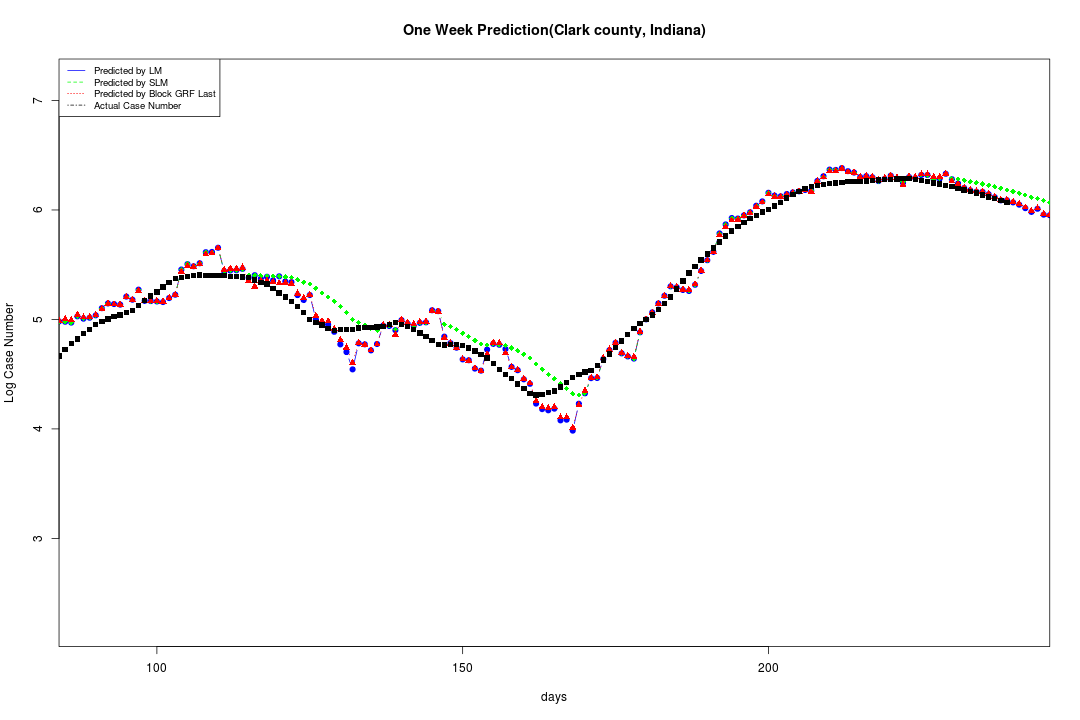 One Week Prediction(Clark county, Indiana)
Predicted by LM
Predicted by SLM
Predicted by Block GRF Last
Actual Case Number
7
6
5
4
3
Log Case Number
100
150
200
days